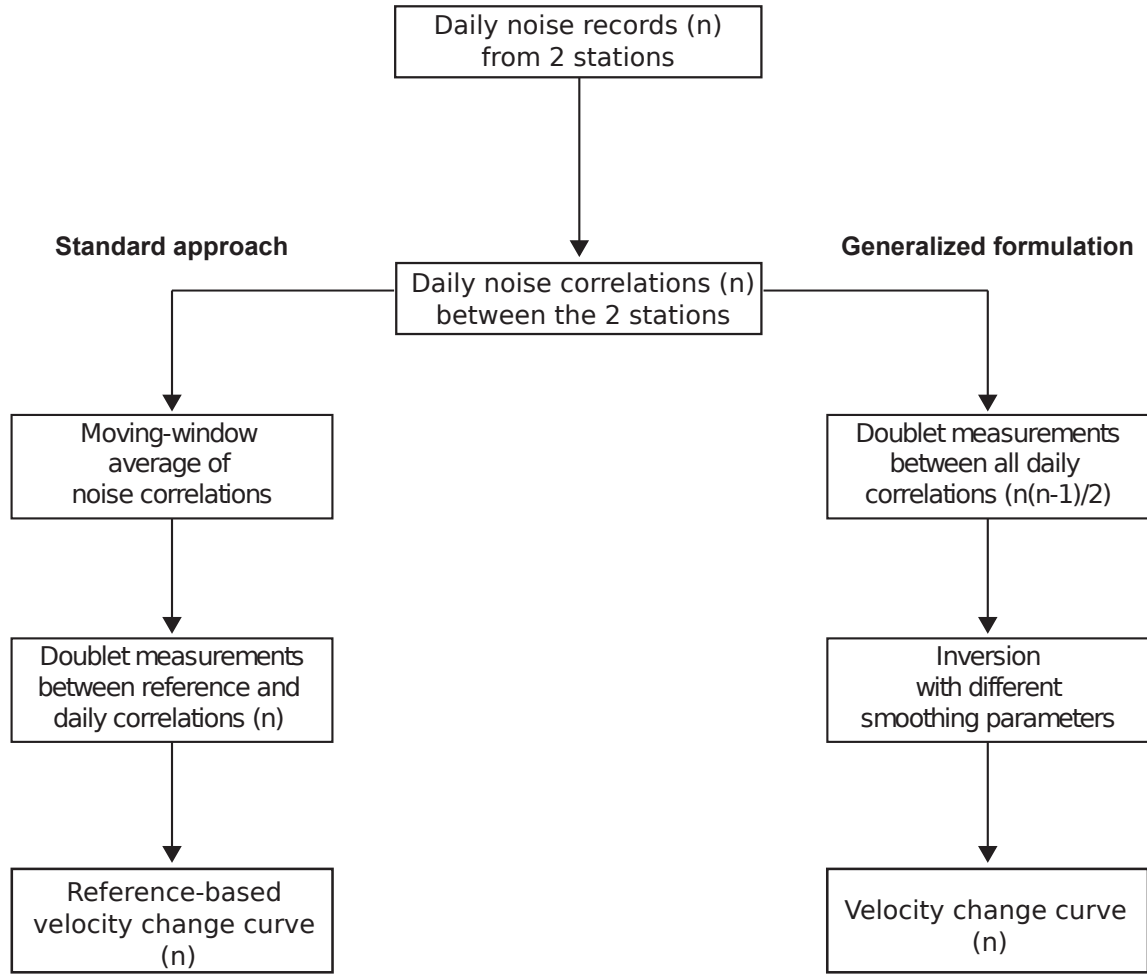 Daily noise records (n)
from 2 stations
Standard approach
Generalized formulation
Daily noise correlations (n)
between the 2 stations
Moving-window
average of
noise correlations
Doublet measurements
between all daily
correlations (n(n-1)/2)
Doublet measurements
between reference and
daily correlations (n)
Inversion
with different
smoothing parameters
Reference-based
velocity change curve
(n)
Velocity change curve
(n)